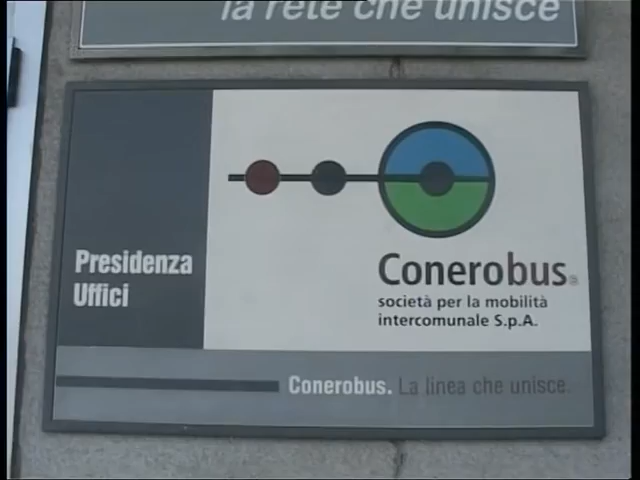 la rete che unisce
Presidenza
Uffici
Conerobus®
società per la mobilità
intercomunale S.p.A.
Conerobus. La linea che unisce.